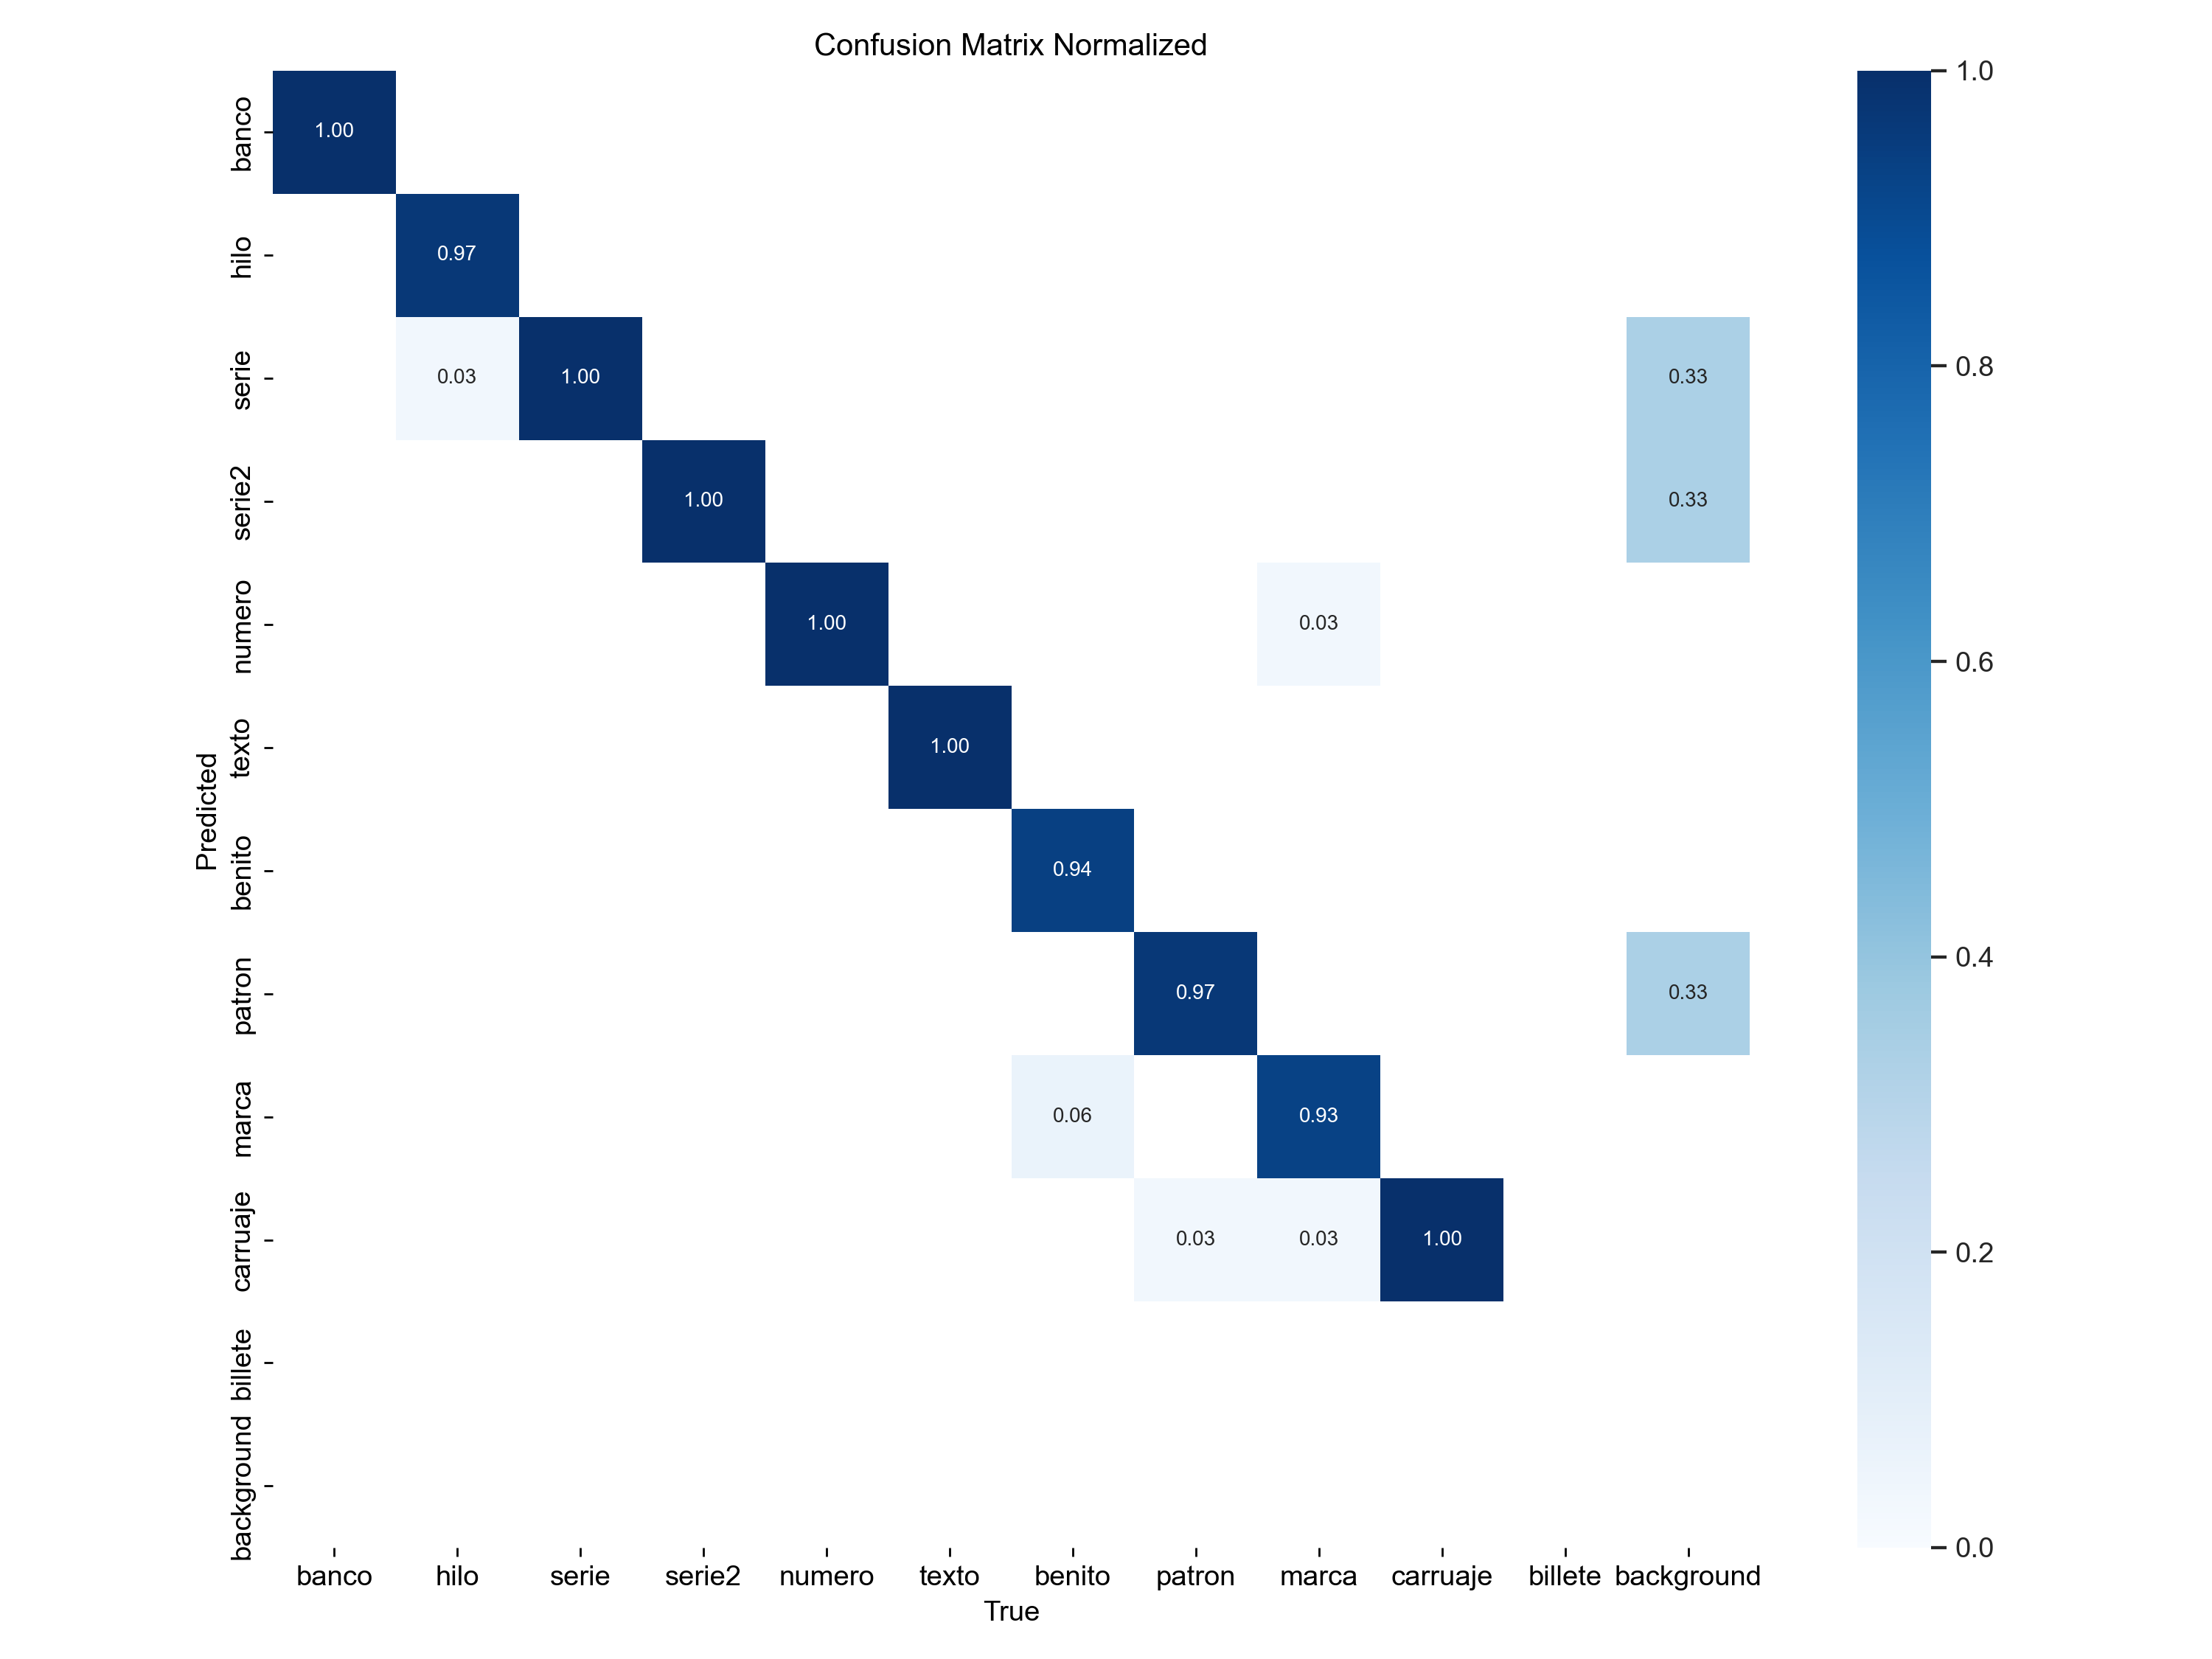 Confusion Matrix Normalized
banco
1.00
1.0
hilo
0.97
serie
0.03 1.00 0.33
0.8
serie2
1.00 0.33
numero
1.00 0.03
0.6
texto
1.00
Predicted
benito
0.94
patron
0.97 0.33
0.4
marca
0.06 0.93
carruaje
0.03 0.03 1.00
0.2
billete
background
0.0
banco hilo serie serie2 numero texto benito patron marca carruaje billete background
True